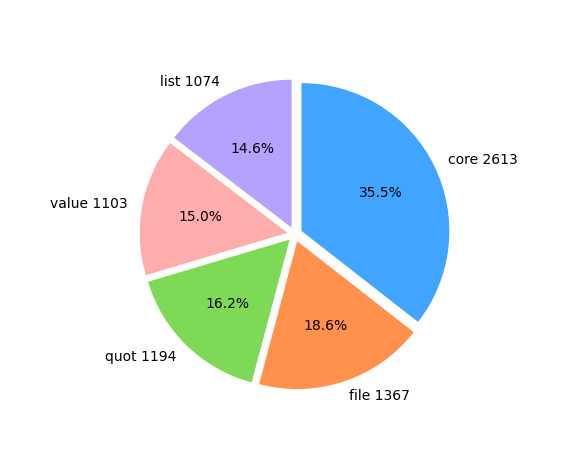 list 1074
core 2613
14.6%
35.5%
value 1103
15.0%
16.2%
18.6%
quot 1194
file 1367